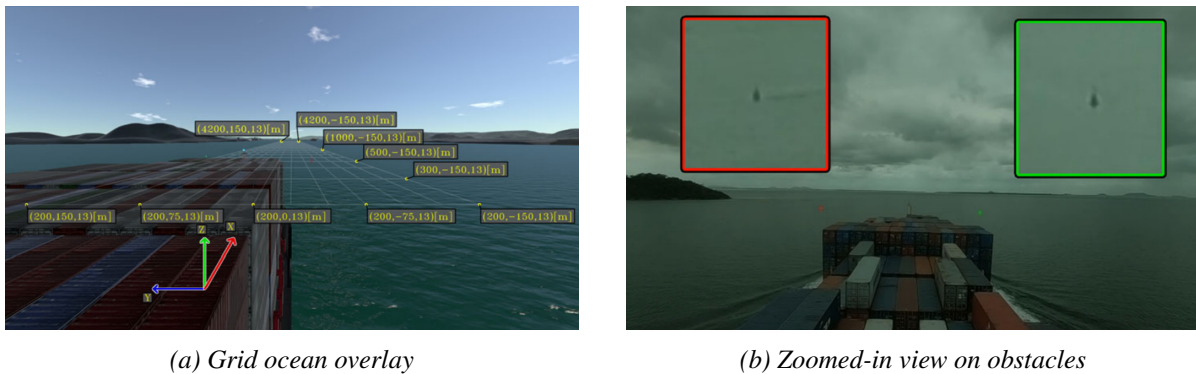 (4200,-150,13)[m]
(4200,150,13)[m]
(1000,-150,13)[m]
(500,-150,13)[m]
(300,-150,13)[m]
(200,150,13)[m] (200,75,13)[m] (200,0,13)[m] (200,-75,13)[m] (200,-150,13)[m]
Z X
Y
(a) Grid ocean overlay (b) Zoomed-in view on obstacles